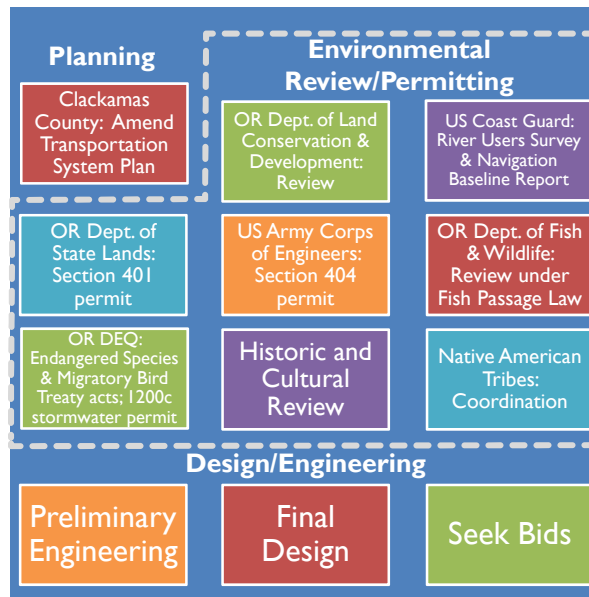 Planning
Clackamas
County: Amend
Transportation
System Plan
Environmental
Review/Permitting
OR Dept. of Land
Conservation &
Development:
Review
US Coast Guard:
River Users Survey
& Navigation
Baseline Report
OR Dept. of
State Lands:
Section 401
permit
US Army Corps
of Engineers:
Section 404
permit
OR Dept. of Fish
& Wildlife:
Review under
Fish Passage Law
OR DEQ:
Endangered Species
& Migratory Bird
Treaty acts; 1200c
stormwater permit
Historic and
Cultural
Review
Native American
Tribes:
Coordination
Design/Engineering
Preliminary
Engineering
Final
Design
Seek Bids